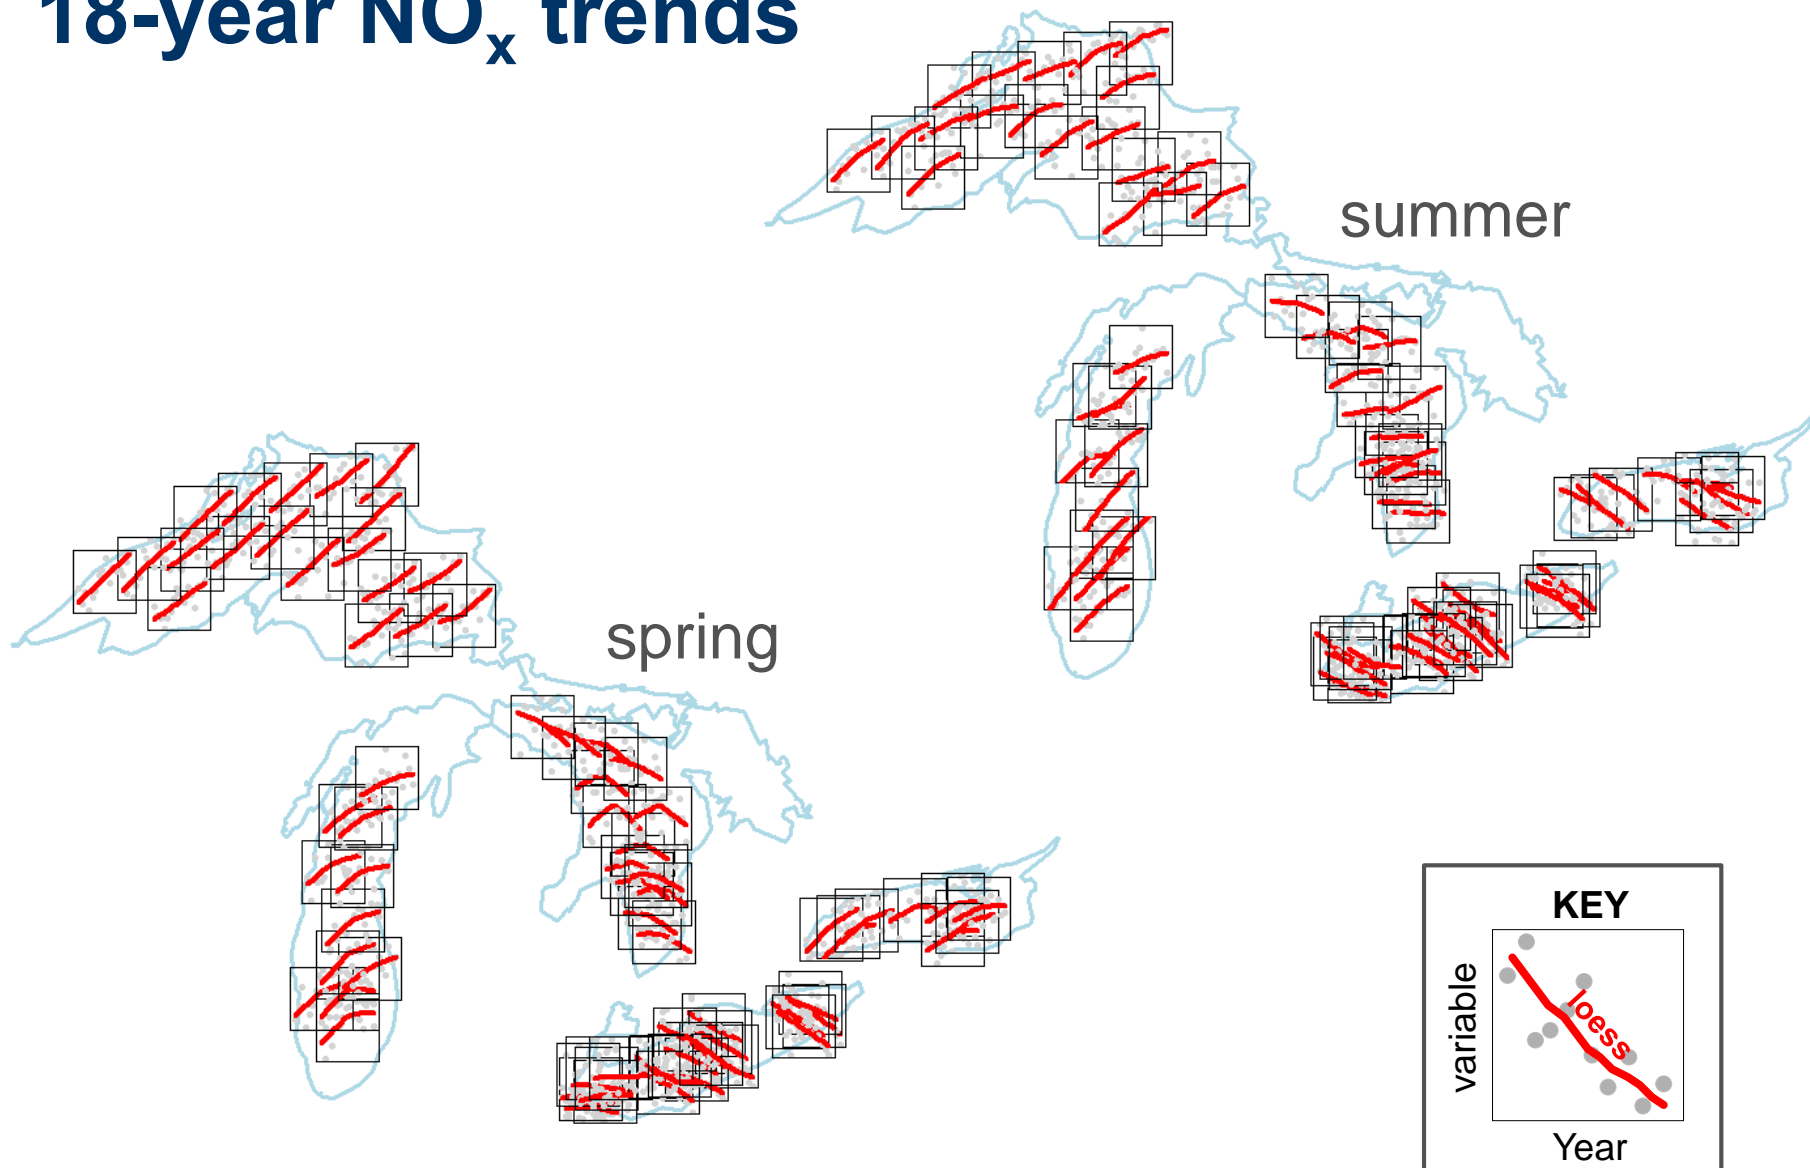 18-year NOx trends
summer
spring
KEY
variable
loess
Year